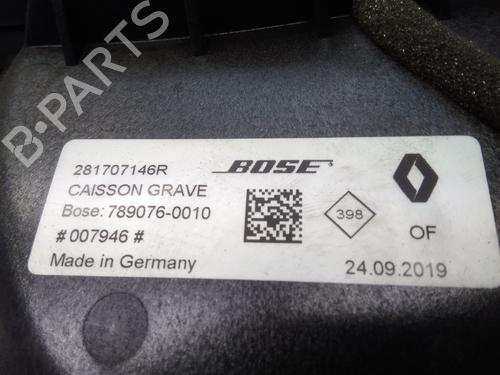 B-PARTS
281707146R
BOSE
CAISSON GRAVE
Bose: 789076-0010
398
# 007946 #
OF
Made in Germany
24.09.2019